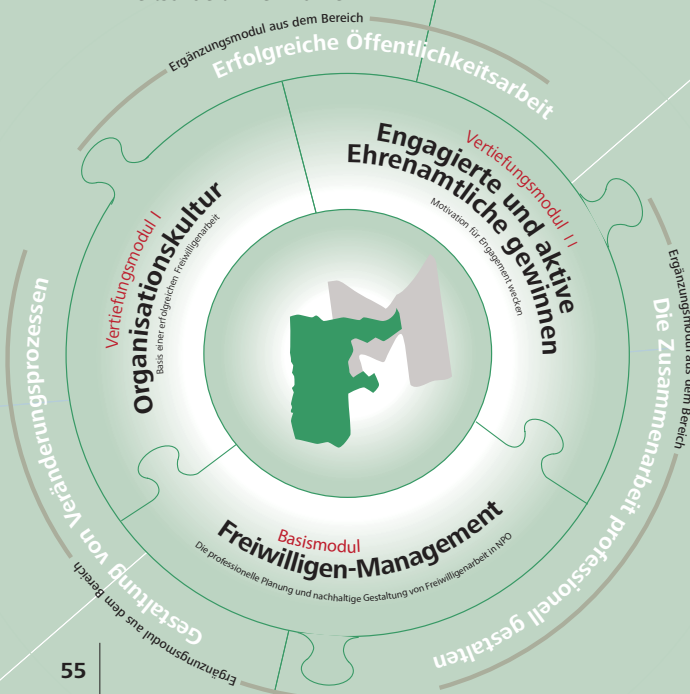 Ergänzungsmodul aus dem Bereich
Erfolgreiche Öffentlichkeitsarbeit
Vertiefungsmodul I
Organisationskultur
Basis einer erfolgreichen Freiwilligenarbeit
Vertiefungsmodul II
Engagierte und aktive
Ehrenamtliche gewinnen
Motivation für Engagement wecken
Basismodul
Freiwilligen-Management
Die professionelle Planung und nachhaltige Gestaltung von Freiwilligenarbeit in NPO
Ergänzungsmodul aus dem Bereich
Die Zusammenarbeit professionell gestalten
Ergänzungsmodul aus dem Bereich
Gestaltung von Veränderungsprozessen
55